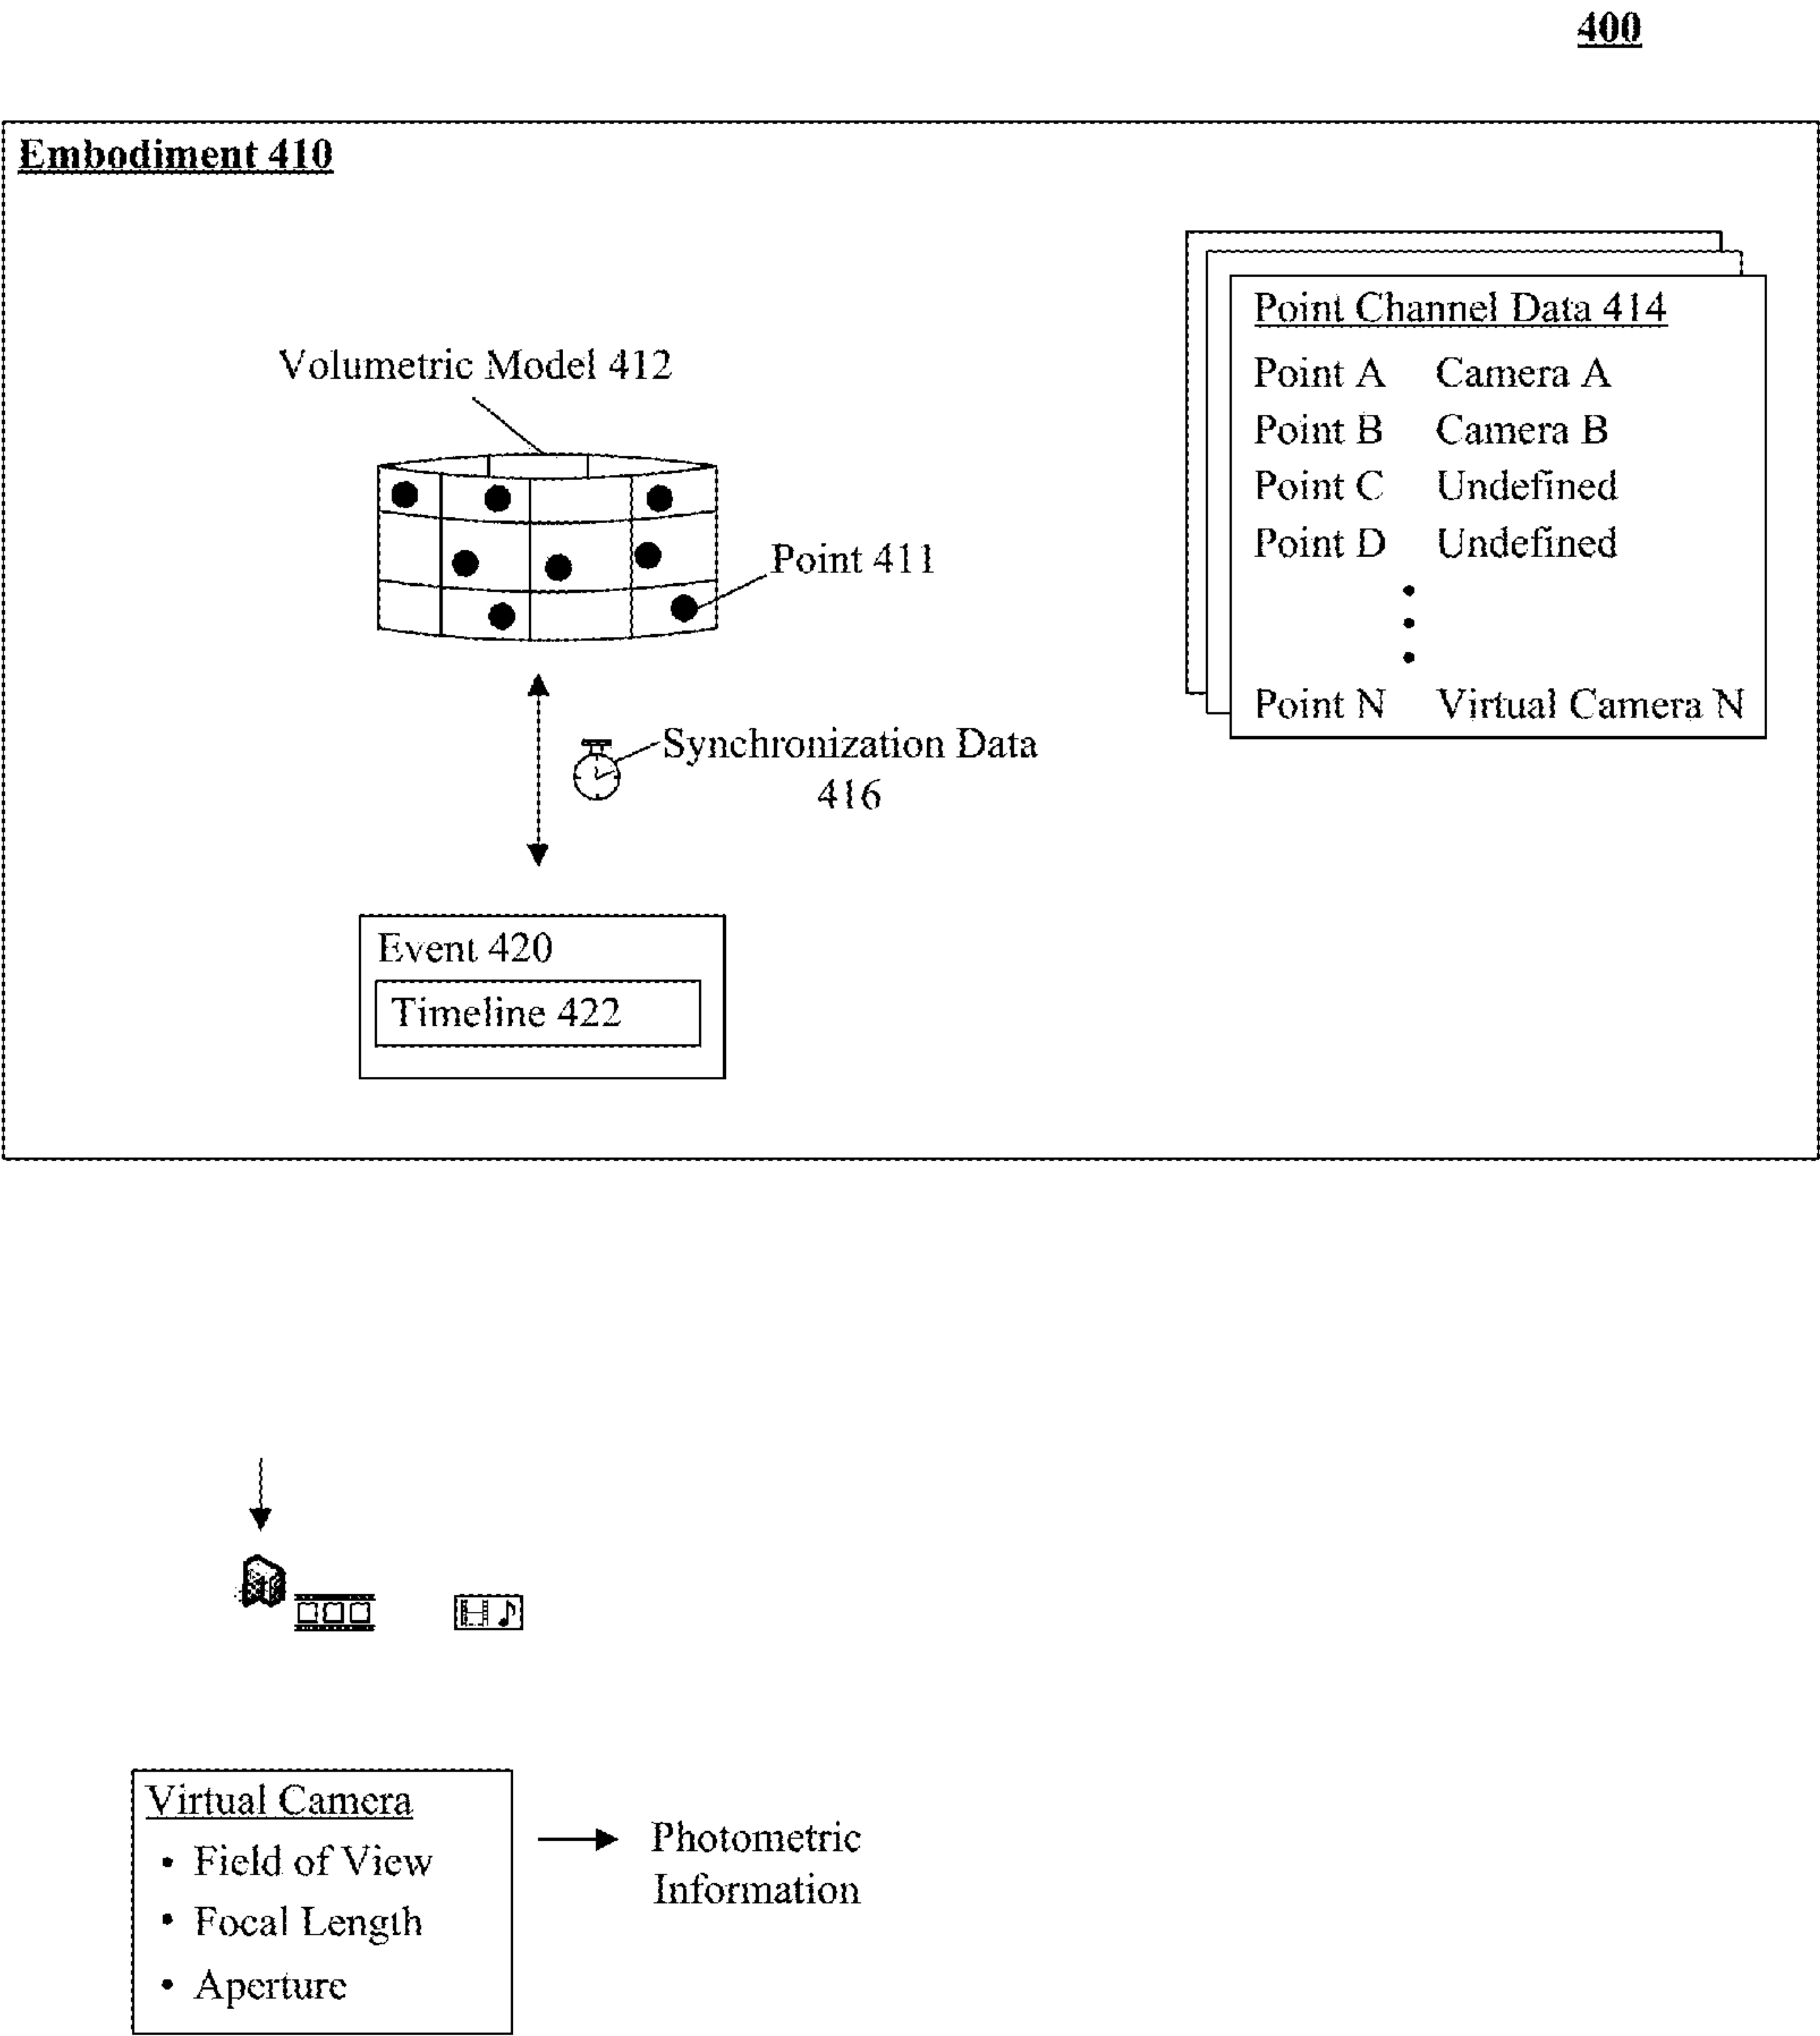 400
Embodiment 410
Volumetric Model 412
Point 411
Synchronization Data
416
Event 420
Timeline 422
Point Channel Data 414
Point A Camera A
Point B Camera B
Point C Undefined
Point D Undefined
Point N Virtual Camera N
Virtual Camera
• Field of View
• Focal Length
• Aperture
Photometric
Information